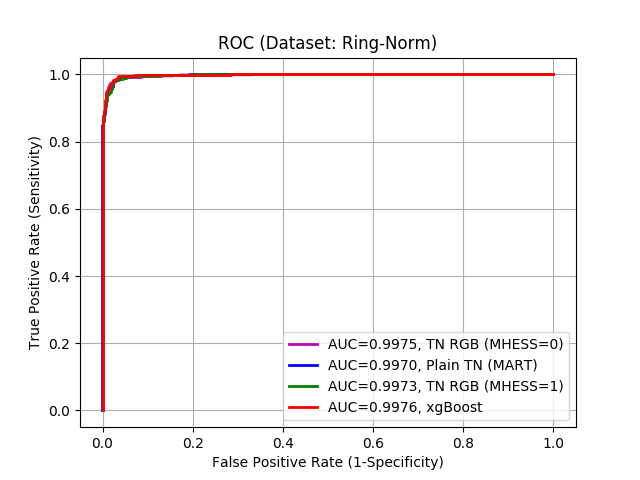 ROC (Dataset: Ring-Norm)
1.0
0.8
0.6
0.4
0.2
0.0
True Positive Rate (Sensitivity)
AUC=0.9975, TN RGB (MHESS=0)
AUC=0.9970, Plain TN (MART)
AUC=0.9973, TN RGB (MHESS=1)
AUC=0.9976, xgBoost
0.0 0.2 0.4 0.6 0.8 1.0
False Positive Rate (1-Specificity)